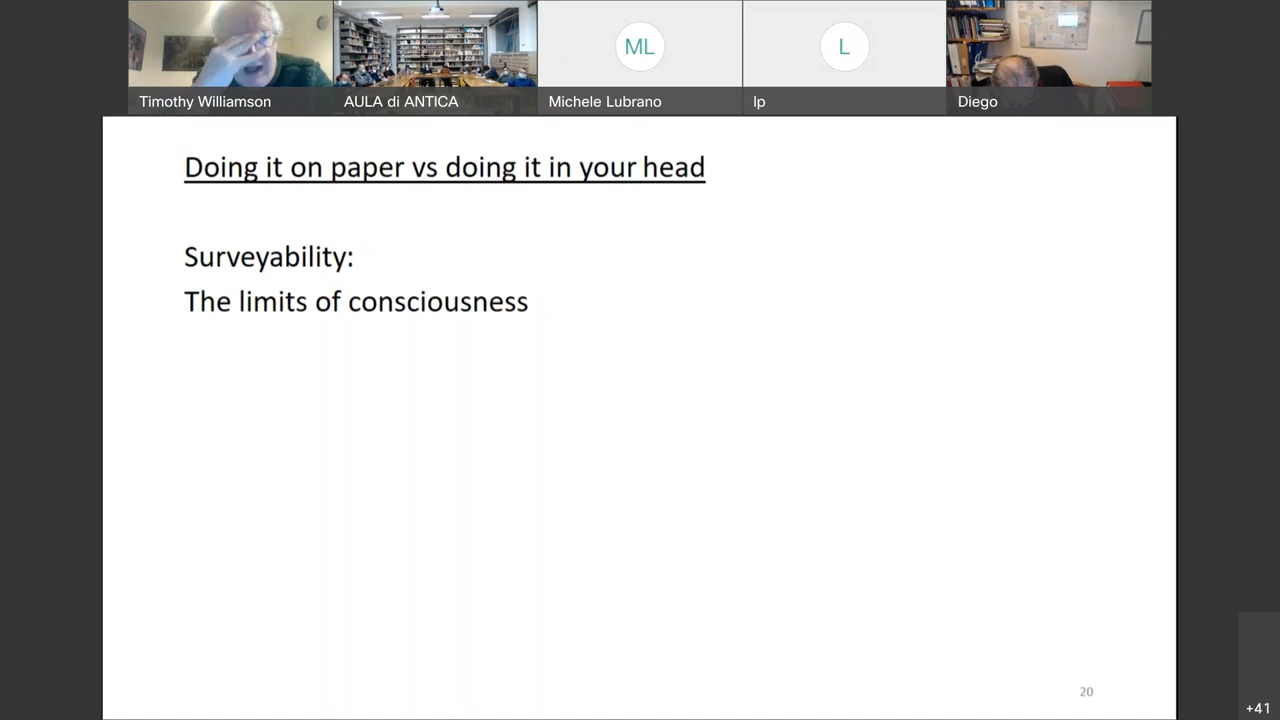 ML
L
Timothy Williamson
AULA di ANTICA
Michele Lubrano
lp
Diego
Doing it on paper vs doing it in your head
Surveyability:
The limits of consciousness
20
+41